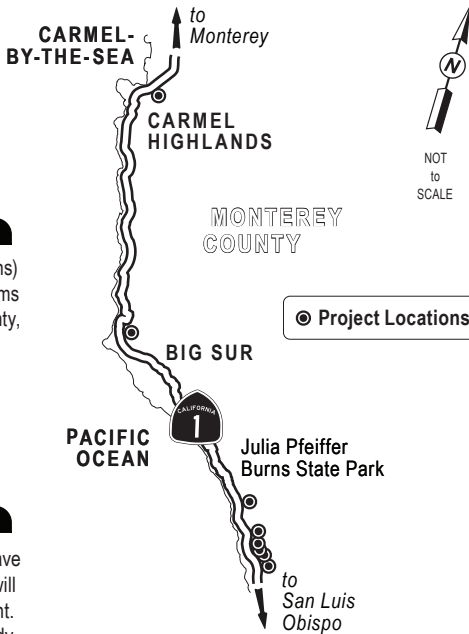 to
Monterey
CARMEL-
BY-THE-SEA
N
CARMEL
HIGHLANDS
NOT
to
SCALE
MONTEREY
COUNTY
ns)
ms
nty,
Project Locations
BIG SUR
CALIFORNIA
1
PACIFIC
OCEAN
Julia Pfeiffer
Burns State Park
ave
will
nt.
to
San Luis
Obispo